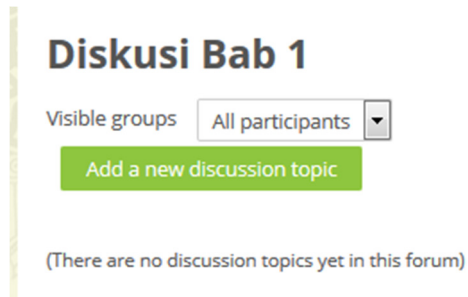 Diskusi Bab 1
Visible groups All participants
Add a new discussion topic
(There are no discussion topics yet in this forum)